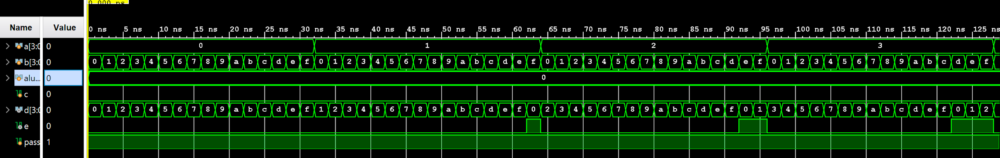 0.000 ns
Name Value 0 ns 5 ns 10 ns 15 ns 20 ns 25 ns 30 ns 35 ns 40 ns 45 ns 50 ns 55 ns 60 ns 65 ns 70 ns 75 ns 80 ns 85 ns 90 ns 95 ns 100 ns 105 ns 110 ns 115 ns 120 ns 125 ns
a[3:0 0 0 1 2 3
b[3:0 0 0 1 2 3 4 5 6 7 8 9 a b c d e f 0 1 2 3 4 5 6 7 8 9 a b c d e f 0 1 2 3 4 5 6 7 8 9 a b c d e f 0 1 2 3 4 5 6 7 8 9 a b c d e f
alu... 0 0
c 0
d[3:0 0 0 1 2 3 4 5 6 7 8 9 a b c d e f 1 2 3 4 5 6 7 8 9 a b c d e f 0 2 3 4 5 6 7 8 9 a b c d e f 0 1 3 4 5 6 7 8 9 a b c d e f 0 1 2
e 0
pass 1